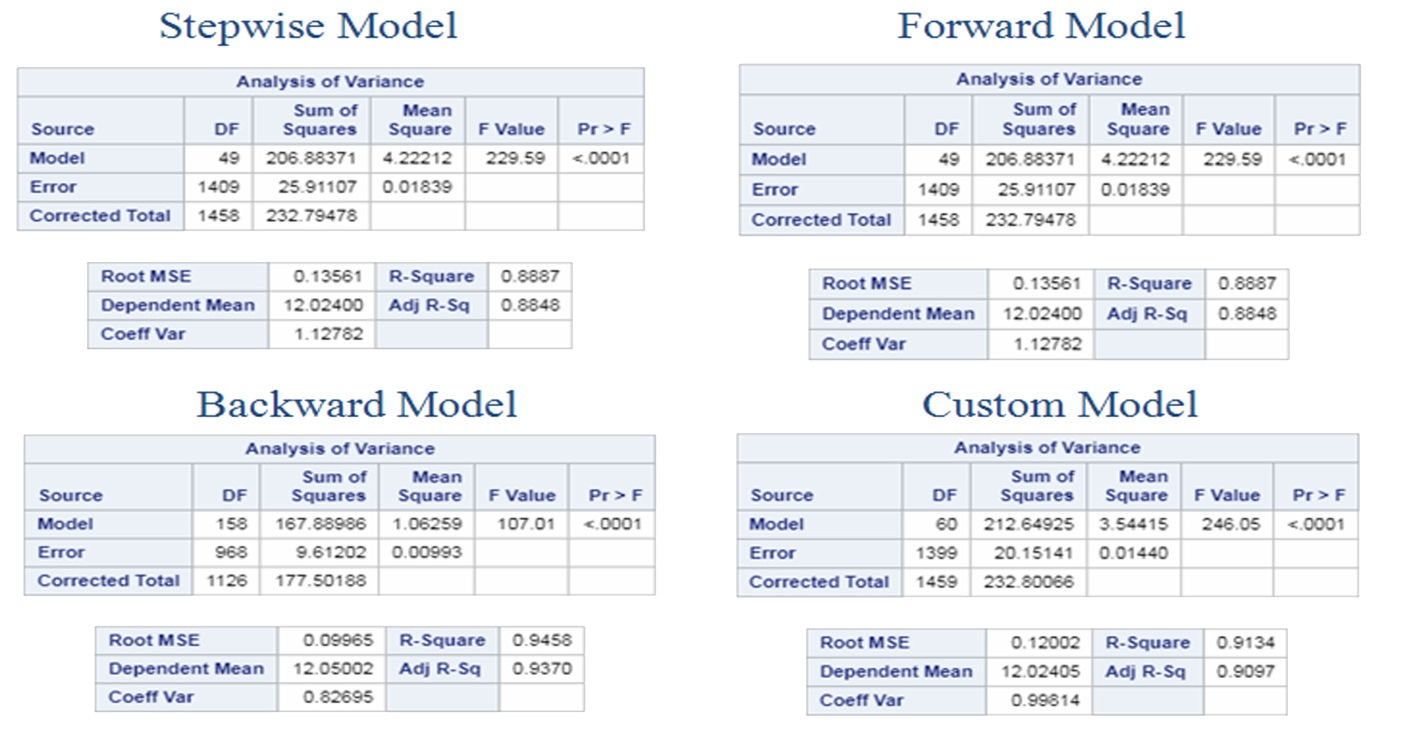 Stepwise Model
Analysis of Variance
Source DF Sum of Squares Mean Square F Value Pr > F
Model 49 206.88371 4.22212 229.59 <.0001
Error 1409 25.91107 0.01839
Corrected Total 1458 232.79478
Root MSE 0.13561 R-Square 0.8887
Dependent Mean 12.02400 Adj R-Sq 0.8848
Coeff Var 1.12782
Forward Model
Analysis of Variance
Source DF Sum of Squares Mean Square F Value Pr > F
Model 49 206.88371 4.22212 229.59 <.0001
Error 1409 25.91107 0.01839
Corrected Total 1458 232.79478
Root MSE 0.13561 R-Square 0.8887
Dependent Mean 12.02400 Adj R-Sq 0.8848
Coeff Var 1.12782
Backward Model
Analysis of Variance
Source DF Sum of Squares Mean Square F Value Pr > F
Model 158 167.88986 1.06259 107.01 <.0001
Error 968 9.61202 0.00993
Corrected Total 1126 177.50188
Root MSE 0.09965 R-Square 0.9458
Dependent Mean 12.05002 Adj R-Sq 0.9370
Coeff Var 0.82695
Custom Model
Analysis of Variance
Source DF Sum of Squares Mean Square F Value Pr > F
Model 60 212.64925 3.54415 246.05 <.0001
Error 1399 20.15141 0.01440
Corrected Total 1459 232.80066
Root MSE 0.12002 R-Square 0.9134
Dependent Mean 12.02405 Adj R-Sq 0.9097
Coeff Var 0.99814